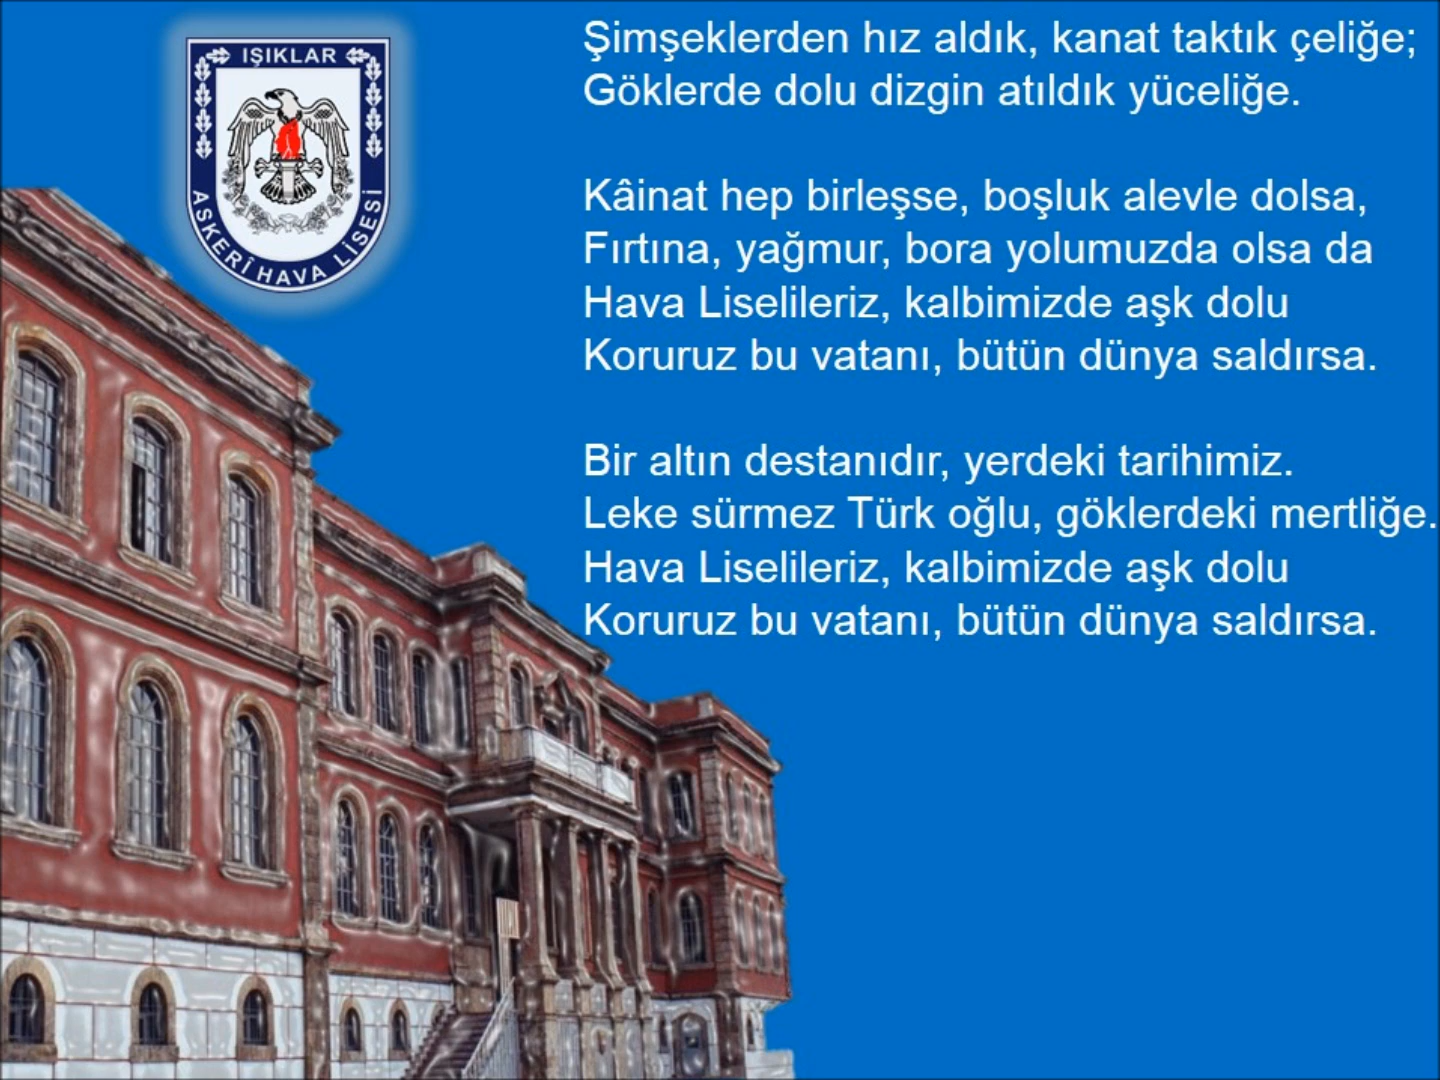 IŞIKLAR
ASKERÎ HAVA LİSESİ
Şimşeklerden hız aldık, kanat taktık çeliğe;
Göklerde dolu dizgin atıldık yüceliğe.
Kâinat hep birleşse, boşluk alevle dolsa,
Fırtına, yağmur, bora yolumuzda olsa da
Hava Liselileriz, kalbimizde aşk dolu
Koruruz bu vatanı, bütün dünya saldırsa.
Bir altın destanıdır, yerdeki tarihimiz.
Leke sürmez Türk oğlu, göklerdeki mertliğe.
Hava Liselileriz, kalbimizde aşk dolu
Koruruz bu vatanı, bütün dünya saldırsa.